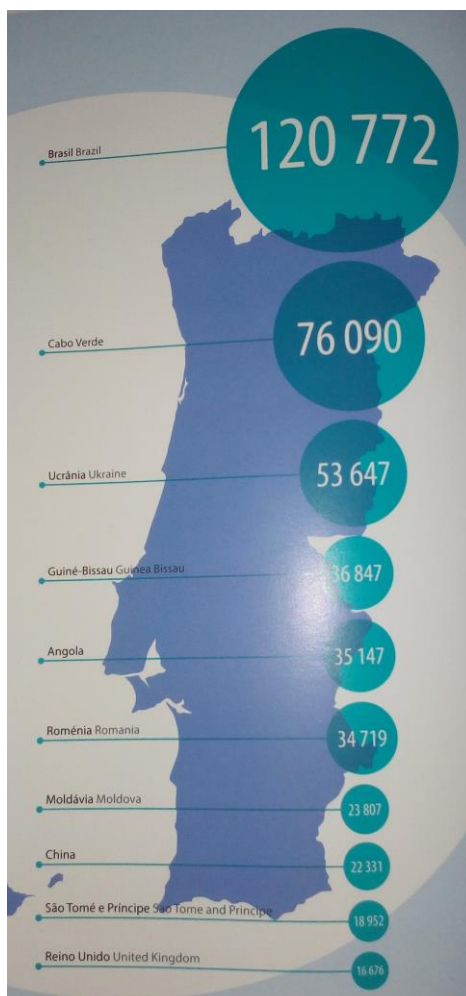 120 772
Brasil Brazil
76 090
Cabo Verde
53 647
Ucrânia Ukraine
36 847
Guiné-Bissau Guinea Bissau
35 147
Angola
34 719
Roménia Romania
23 807
Moldávia Moldova
22 331
China
18 952
São Tomé e Príncipe Sao Tome and Principe
16 676
Reino Unido United Kingdom